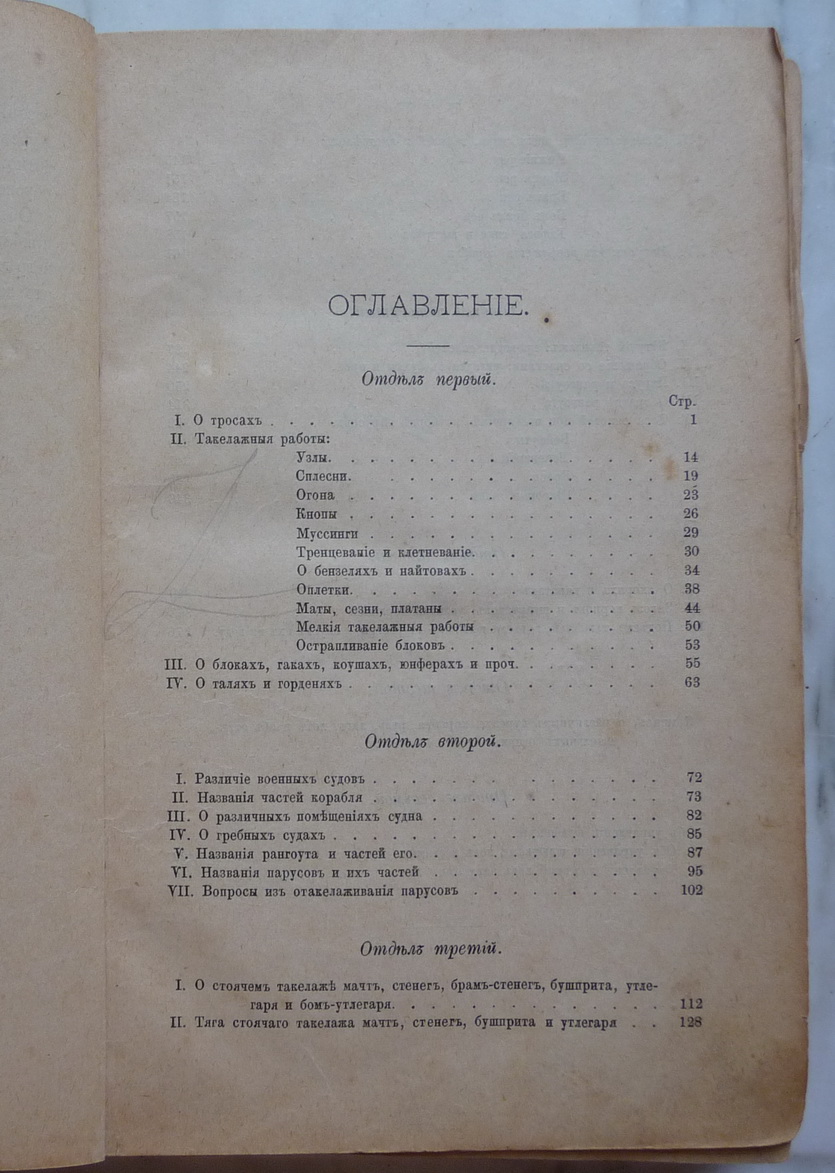 ОГЛАВЛЕНІЕ.
Отдѣлъ первый.
Стр.
I. О тросахъ . . . . . . . . . . . . . . . . . . . . 1
II. Такелажныя работы:
Узлы. . . . . . . . . . . . . . . . . 14
Сплесни. . . . . . . . . . . . . . . . 19
Огона . . . . . . . . . . . . . . . . 23
Кнопы . . . . . . . . . . . . . . . . 26
Муссинги . . . . . . . . . . . . . . . 29
Тренцеваніе и клетневаніе. . . . . . . . . . 30
О бензеляхъ и найтовахъ . . . . . . . . . . 34
Оплетки. . . . . . . . . . . . . . . . 38
Маты, сезни, платаны . . . . . . . . . . . 44
Мелкія такелажныя работы . . . . . . . . . 50
Острапливаніе блоковъ . . . . . . . . . . . 53
III. О блокахъ, гакахъ, коушахъ, юнферахъ и проч. . . . . . . . 55
IV. О таляхъ и горденяхъ . . . . . . . . . . . . . . . . 63
Отдѣлъ второй.
I. Различіе военныхъ судовъ . . . . . . . . . . . . . . 72
II. Названія частей корабля . . . . . . . . . . . . . . . 73
III. О различныхъ помѣщеніяхъ судна . . . . . . . . . . . . 82
IV. О гребныхъ судахъ . . . . . . . . . . . . . . . . . 85
V. Названія рангоута и частей его. . . . . . . . . . . . . 87
VI. Названія парусовъ и ихъ частей . . . . . . . . . . . . 95
VII. Вопросы изъ отакелаживанія парусовъ . . . . . . . . . . 102
Отдѣлъ третій.
I. О стоячемъ такелажѣ мачтъ, стенегъ, брамъ-стенегъ, бушприта, утле-
гаря и бомъ-утлегаря. . . . . . . . . . . . . . 112
II. Тяга стоячаго такелажа мачтъ, стенегъ, бушприта и утлегаря . . 128